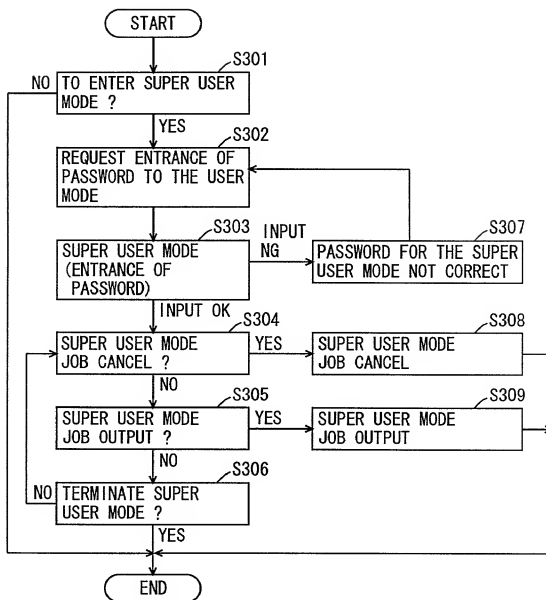 START
S301
NO
TO ENTER SUPER USER
MODE ?
YES
S302
REQUEST ENTRANCE OF
PASSWORD TO THE USER
MODE
S303
SUPER USER MODE
(ENTRANCE OF
PASSWORD)
INPUT
NG
S307
PASSWORD FOR THE SUPER
USER MODE NOT CORRECT
INPUT OK
S304
SUPER USER MODE
JOB CANCEL ?
YES
S308
SUPER USER MODE
JOB CANCEL
NO
S305
SUPER USER MODE
JOB OUTPUT ?
YES
S309
SUPER USER MODE
JOB OUTPUT
NO
S306
NO
TERMINATE SUPER
USER MODE ?
YES
END